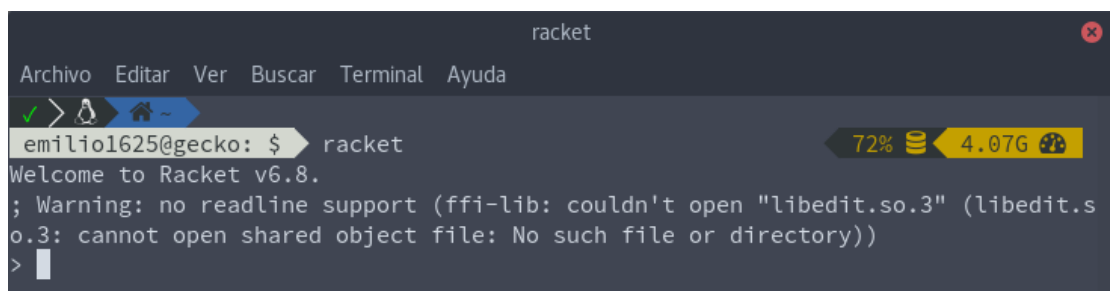 racket
Archivo Editar Ver Buscar Terminal Ayuda
✓ ~
emilio1625@gecko: $ racket 72% 4.07G
Welcome to Racket v6.8.
; Warning: no readline support (ffi-lib: couldn't open "libedit.so.3" (libedit.s
o.3: cannot open shared object file: No such file or directory))
>